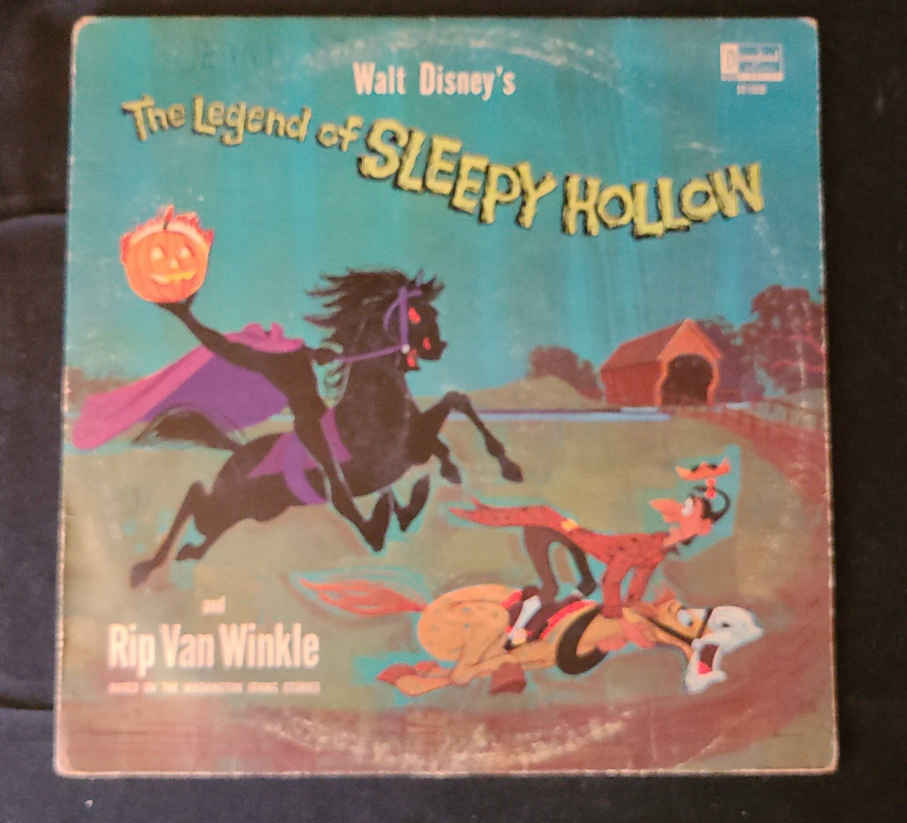 Walt Disney's
The Legend of SLEEPY HOLLOW
and
Rip Van Winkle
BASED ON THE WASHINGTON IRVING STORIES